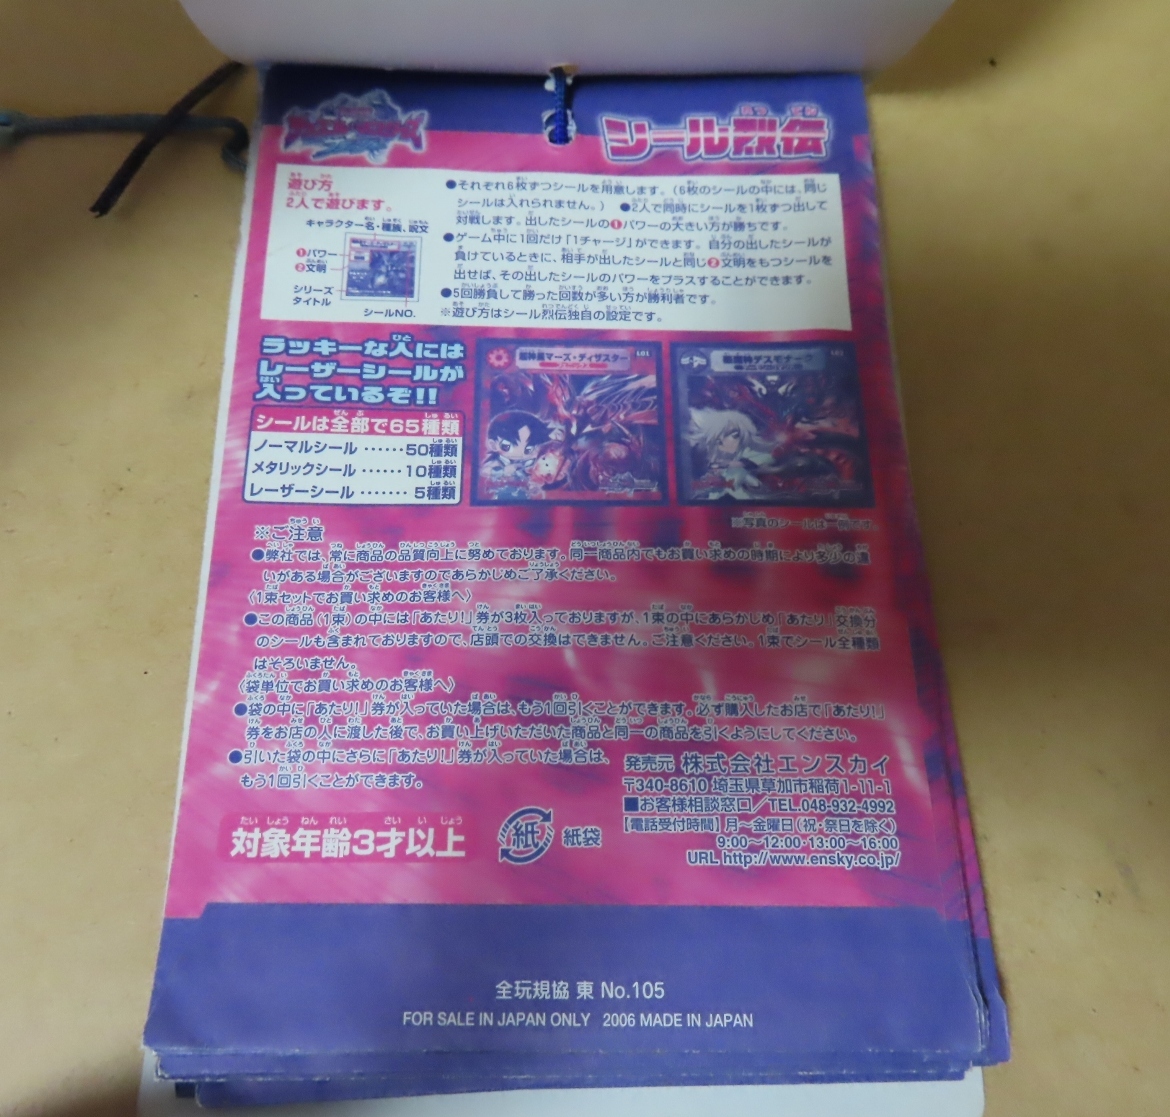 シール烈伝
遊び方
2人で遊びます。
キャラクター名・種族、呪文
❶パワー
❷文明
シリーズ
タイトル
シールNO.
●それぞれ6枚ずつシールを用意します。(6枚のシールの中には、同じ
シールは入れられません。) ●2人で同時にシールを1枚ずつ出して
対戦します。出したシールの❶パワーの大きい方が勝ちです。
●ゲーム中に1回だけ「1チャージ」ができます。自分の出したシールが
負けているときに、相手が出したシールと同じ❷文明をもつシールを
出せば、その出したシールのパワーをプラスすることができます。
●5回勝負して勝った回数が多い方が勝利者です。
※遊び方はシール烈伝独自の設定です。
ラッキーな人には
レーザーシールが
入っているぞ!!
シールは全部で65種類
ノーマルシール ……50種類
メタリックシール ……10種類
レーザーシール ……. 5種類
マーズ・ディザスター
L01
デスモナーク
※写真のシールは一例です。
※ご注意
●弊社では、常に商品の品質向上に努めております。同一商品内でもお買い求めの時期により多少の違
いがある場合がございますのであらかじめご了承ください。
〈1束セットでお買い求めのお客様へ〉
●この商品(1束)の中には「あたり!」券が3枚入っておりますが、1束の中にあらかじめ「あたり」交換分
のシールも含まれておりますので、店頭での交換はできません。ご注意ください。1束でシール全種類
はそろいません。
〈袋単位でお買い求めのお客様へ〉
●袋の中に「あたり!」券が入っていた場合は、もう1回引くことができます。必ず購入したお店で「あたり!」
券をお店の人に渡した後で、お買い上げいただいた商品と同一の商品を引くようにしてください。
●引いた袋の中にさらに「あたり!」券が入っていた場合は、
もう1回引くことができます。
発売元 株式会社エンスカイ
〒340-8610 埼玉県草加市稲荷1-11-1
■お客様相談窓口/TEL.048-932-4992
【電話受付時間】月〜金曜日(祝・祭日を除く)
9:00〜12:00・13:00〜16:00
URL http://www.ensky.co.jp/
対象年齢3才以上
紙 紙袋
全玩規協 東 No.105
FOR SALE IN JAPAN ONLY 2006 MADE IN JAPAN